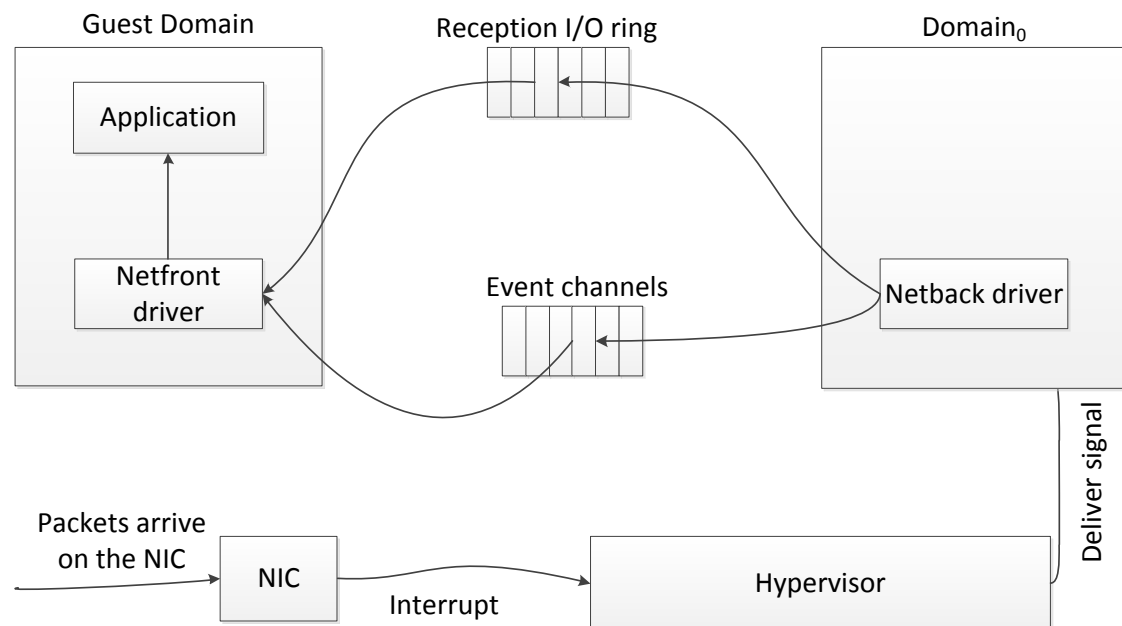 Guest Domain
Reception I/O ring
Domain₀
Application
Netfront
driver
Event channels
Netback driver
Deliver signal
Packets arrive
on the NIC
NIC
Interrupt
Hypervisor